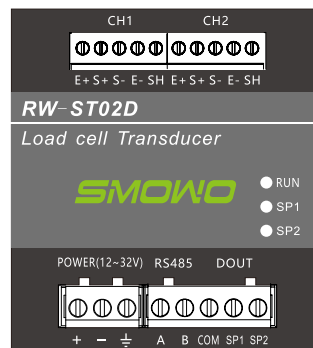 CH1 CH2
E+ S+ S- E- SH E+ S+ S- E- SH
RW-ST02D
Load cell Transducer
SMOWO
RUN
SP1
SP2
POWER(12~32V) RS485 DOUT
+ - ⏚ A B COM SP1 SP2